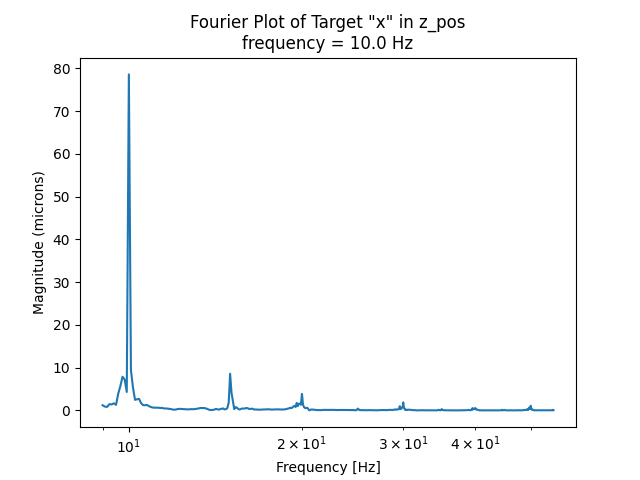 Fourier Plot of Target "x" in z_pos
frequency = 10.0 Hz
80
70
60
50
40
30
20
10
0
Magnitude (microns)
10¹
2 × 10¹
3 × 10¹
4 × 10¹
Frequency [Hz]